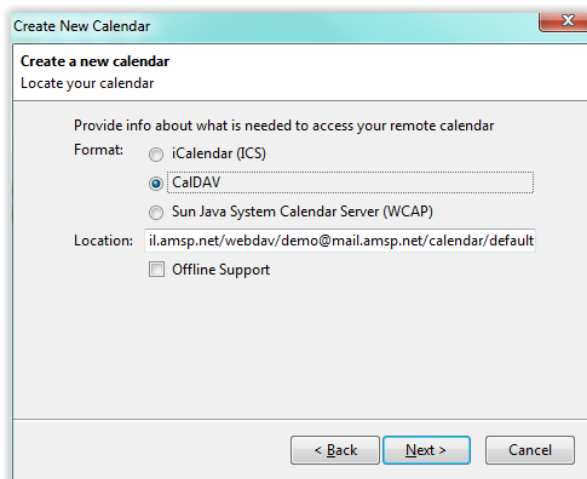 Create New Calendar
Create a new calendar
Locate your calendar
Provide info about what is needed to access your remote calendar
Format:
iCalendar (ICS)
CalDAV
Sun Java System Calendar Server (WCAP)
Location: il.amsp.net/webdav/demo@mail.amsp.net/calendar/default
Offline Support
< Back Next > Cancel